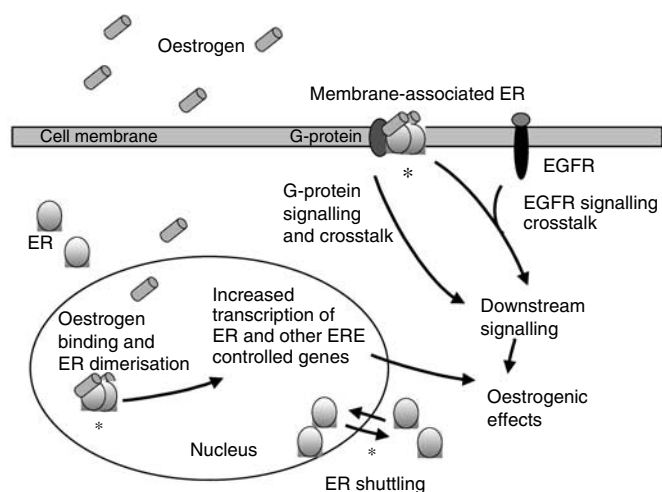 Oestrogen
Membrane-associated ER
Cell membrane
G-protein
*
EGFR
G-protein
signalling
and crosstalk
EGFR signalling
crosstalk
ER
Increased
transcription of
ER and other ERE
controlled genes
Oestrogen
binding and
ER dimerisation
*
Downstream
signalling
Oestrogenic
effects
Nucleus
*
ER shuttling